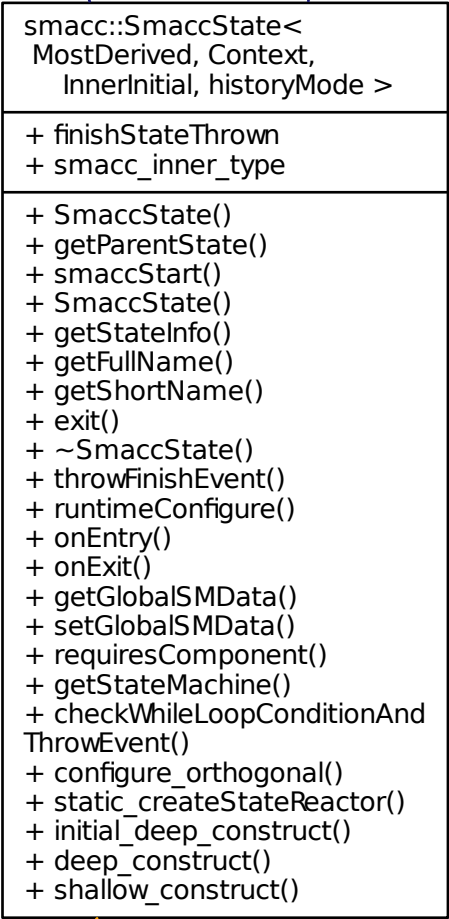 smacc::SmaccState<
MostDerived, Context,
InnerInitial, historyMode >
+ finishStateThrown
+ smacc_inner_type
+ SmaccState()
+ getParentState()
+ smaccStart()
+ SmaccState()
+ getStateInfo()
+ getFullName()
+ getShortName()
+ exit()
+ ~SmaccState()
+ throwFinishEvent()
+ runtimeConfigure()
+ onEntry()
+ onExit()
+ getGlobalSMData()
+ setGlobalSMData()
+ requiresComponent()
+ getStateMachine()
+ checkWhileLoopConditionAnd
ThrowEvent()
+ configure_orthogonal()
+ static_createStateReactor()
+ initial_deep_construct()
+ deep_construct()
+ shallow_construct()